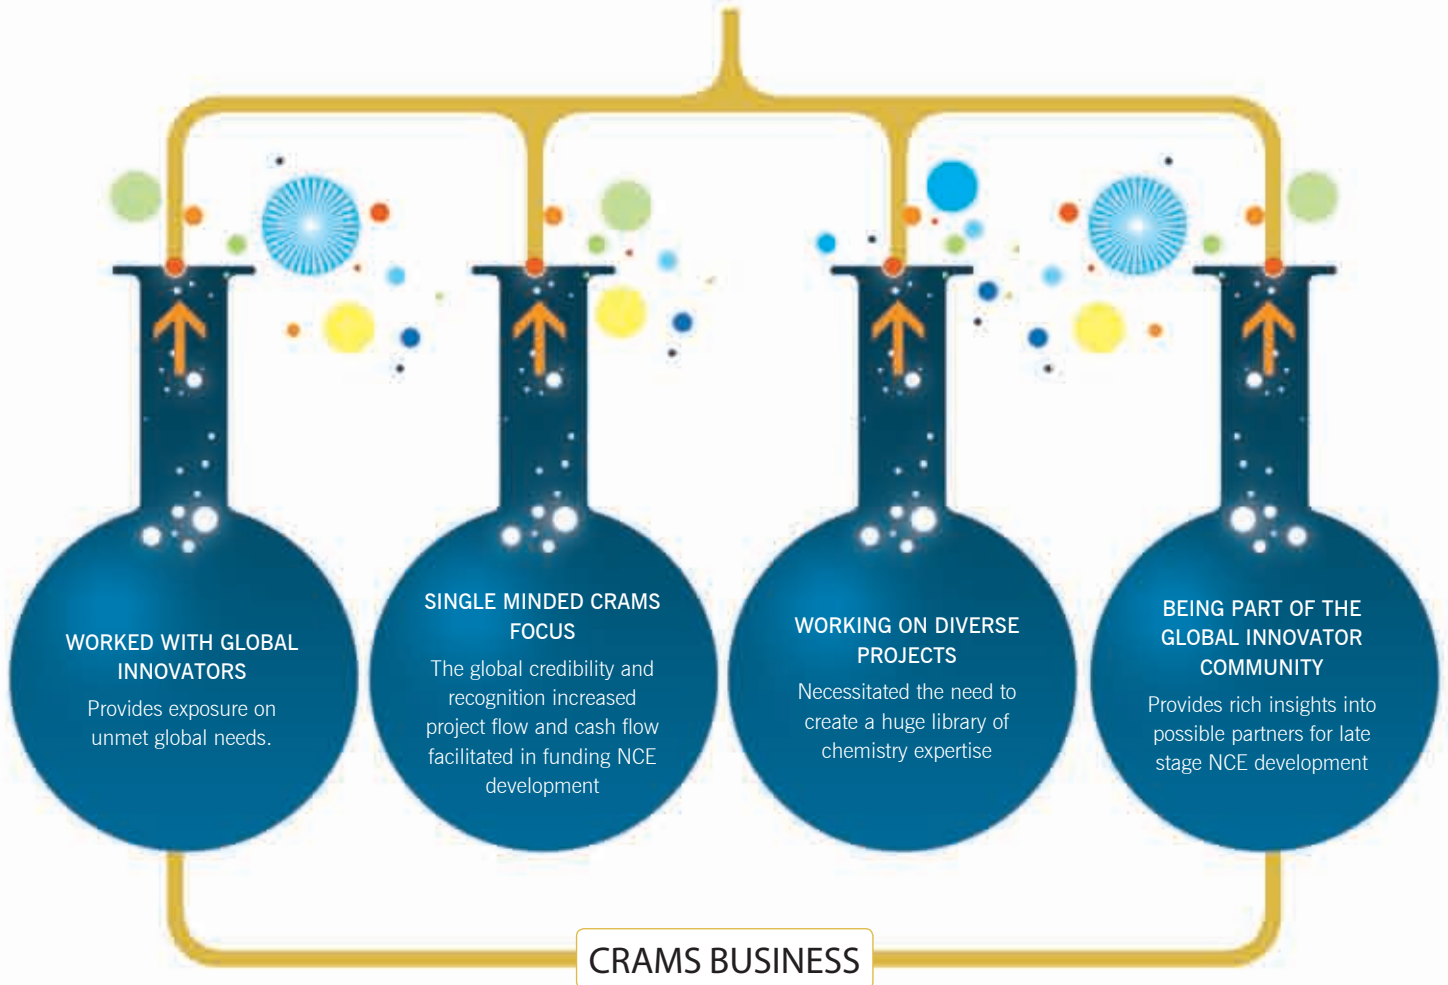 WORKED WITH GLOBAL
INNOVATORS
Provides exposure on
unmet global needs.
SINGLE MINDED CRAMS
FOCUS
The global credibility and
recognition increased
project flow and cash flow
facilitated in funding NCE
development
WORKING ON DIVERSE
PROJECTS
Necessitated the need to
create a huge library of
chemistry expertise
BEING PART OF THE
GLOBAL INNOVATOR
COMMUNITY
Provides rich insights into
possible partners for late
stage NCE development
CRAMS BUSINESS